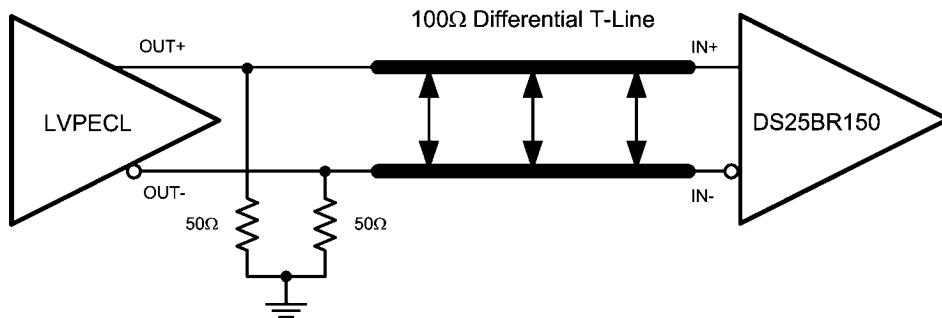 100Ω Differential T-Line
OUT+
IN+
LVPECL
DS25BR150
OUT-
IN-
50Ω
50Ω